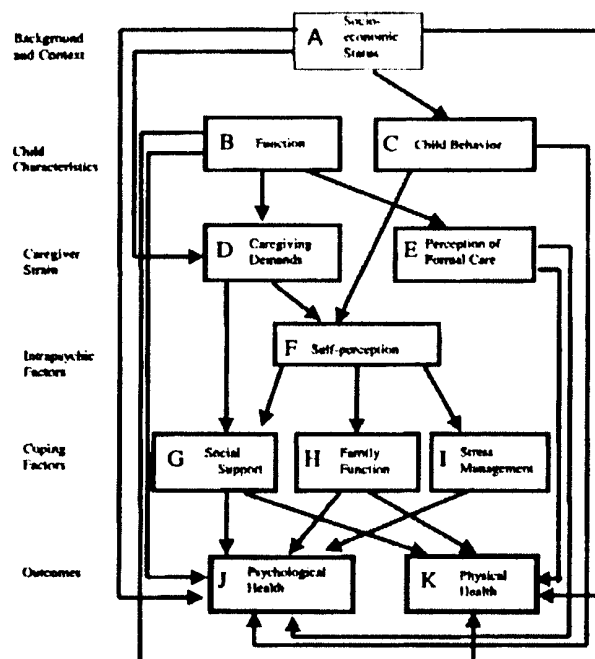 Background
and Context
A Socio-
economic
Status
Child
Characteristics
B Function
C Child Behavior
Caregiver
Strain
D Caregiving
Demands
E Perception of
Formal Care
Intrapsychic
Factors
F Self-perception
Coping
Factors
G Social
Support
H Family
Function
I Stress
Management
Outcomes
J Psychological
Health
K Physical
Health